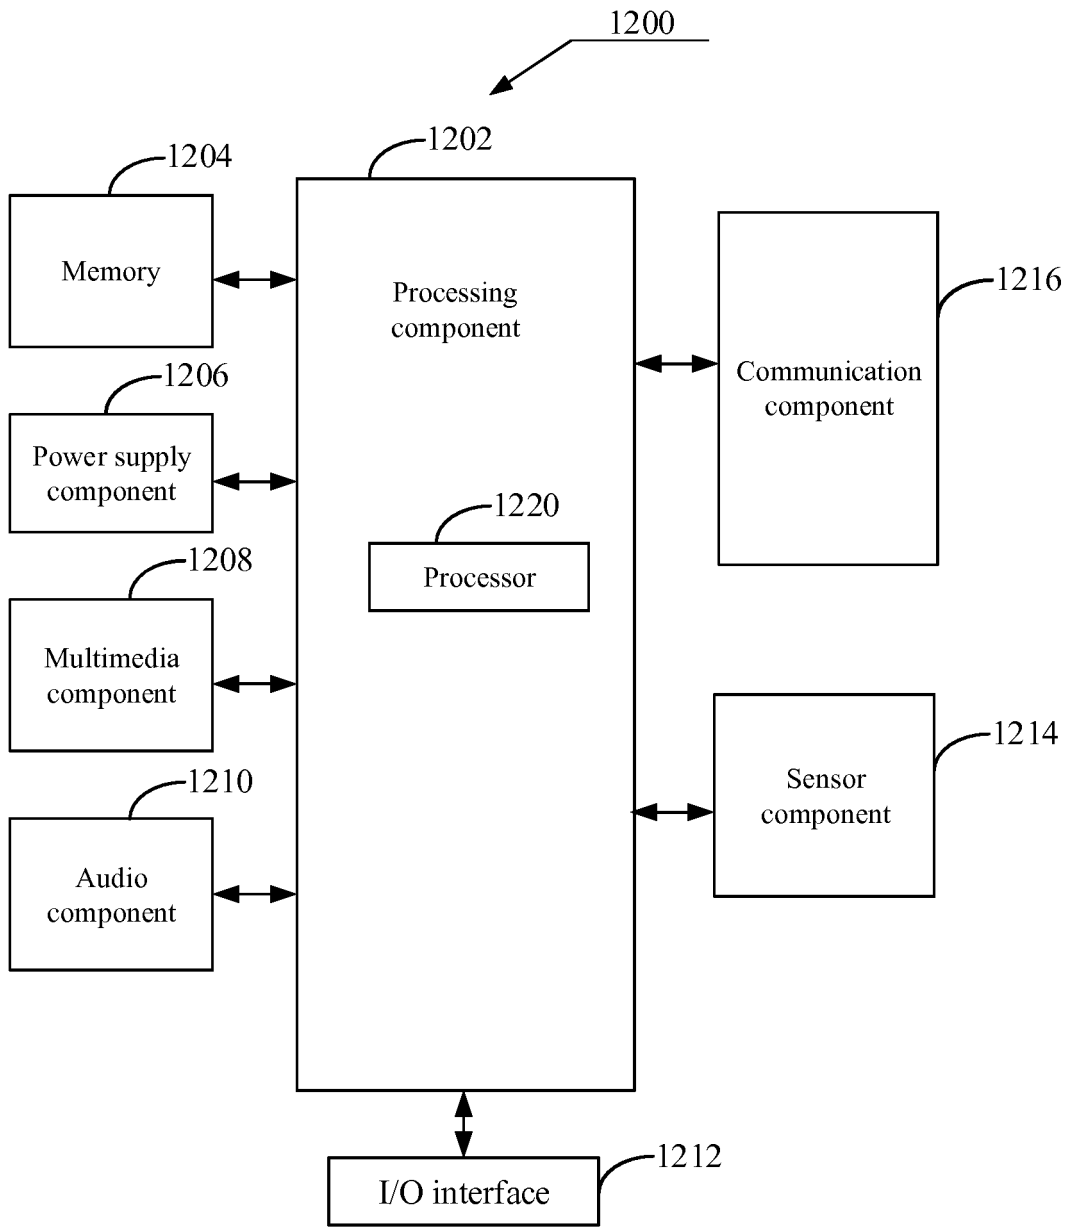 1200
1202
1204
Memory
Processing
component
1216
Communication
component
1206
Power supply
component
1220
Processor
1208
Multimedia
component
1214
Sensor
component
1210
Audio
component
1212
I/O interface